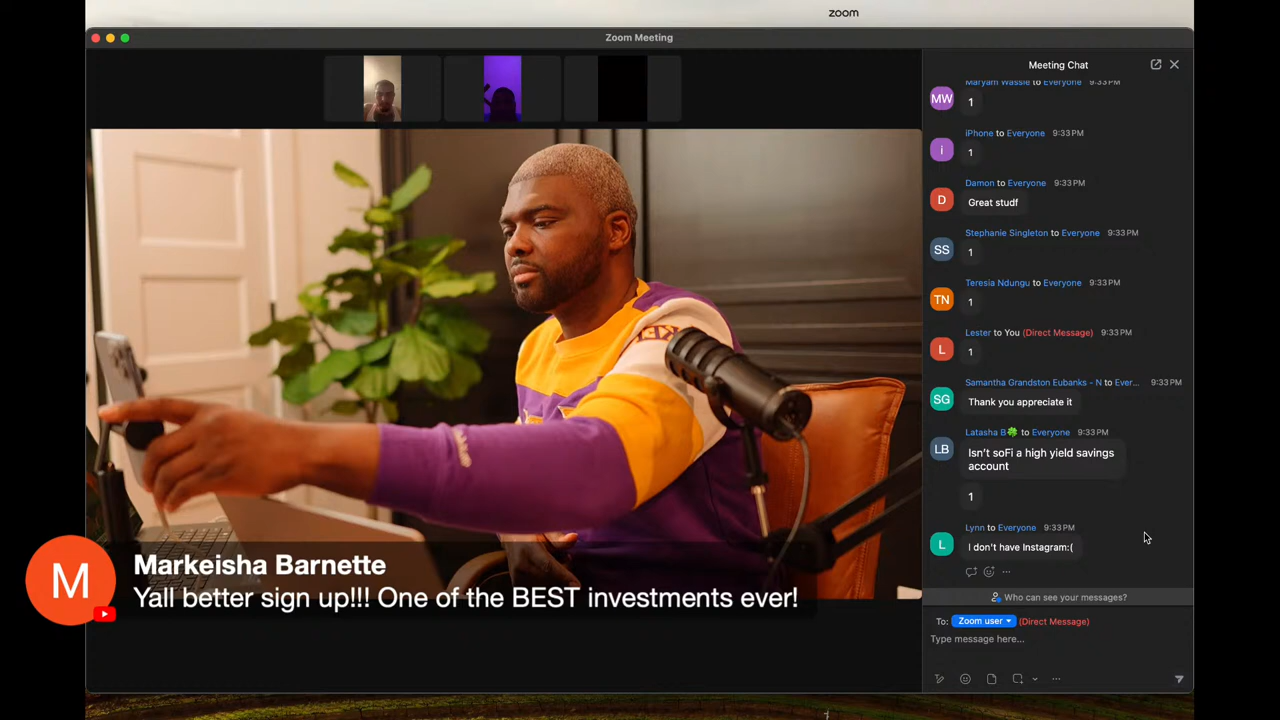 zoom
Zoom Meeting
Meeting Chat
Maryam Wassie to Everyone 9:33 PM
MW
1
iPhone to Everyone 9:33 PM
i
1
Damon to Everyone 9:33 PM
D
Great studf
Stephanie Singleton to Everyone 9:33 PM
SS
1
Teresia Ndungu to Everyone 9:33 PM
TN
1
Lester to You (Direct Message) 9:33 PM
L
1
Samantha Grandston Eubanks - N to Ever... 9:33 PM
SG
Thank you appreciate it
Latasha B🍀 to Everyone 9:33 PM
LB
Isn't soFi a high yield savings
account
1
Lynn to Everyone 9:33 PM
L
I don't have Instagram:(
Who can see your messages?
To: Zoom user (Direct Message)
Type message here...
M
Markeisha Barnette
Yall better sign up!!! One of the BEST investments ever!